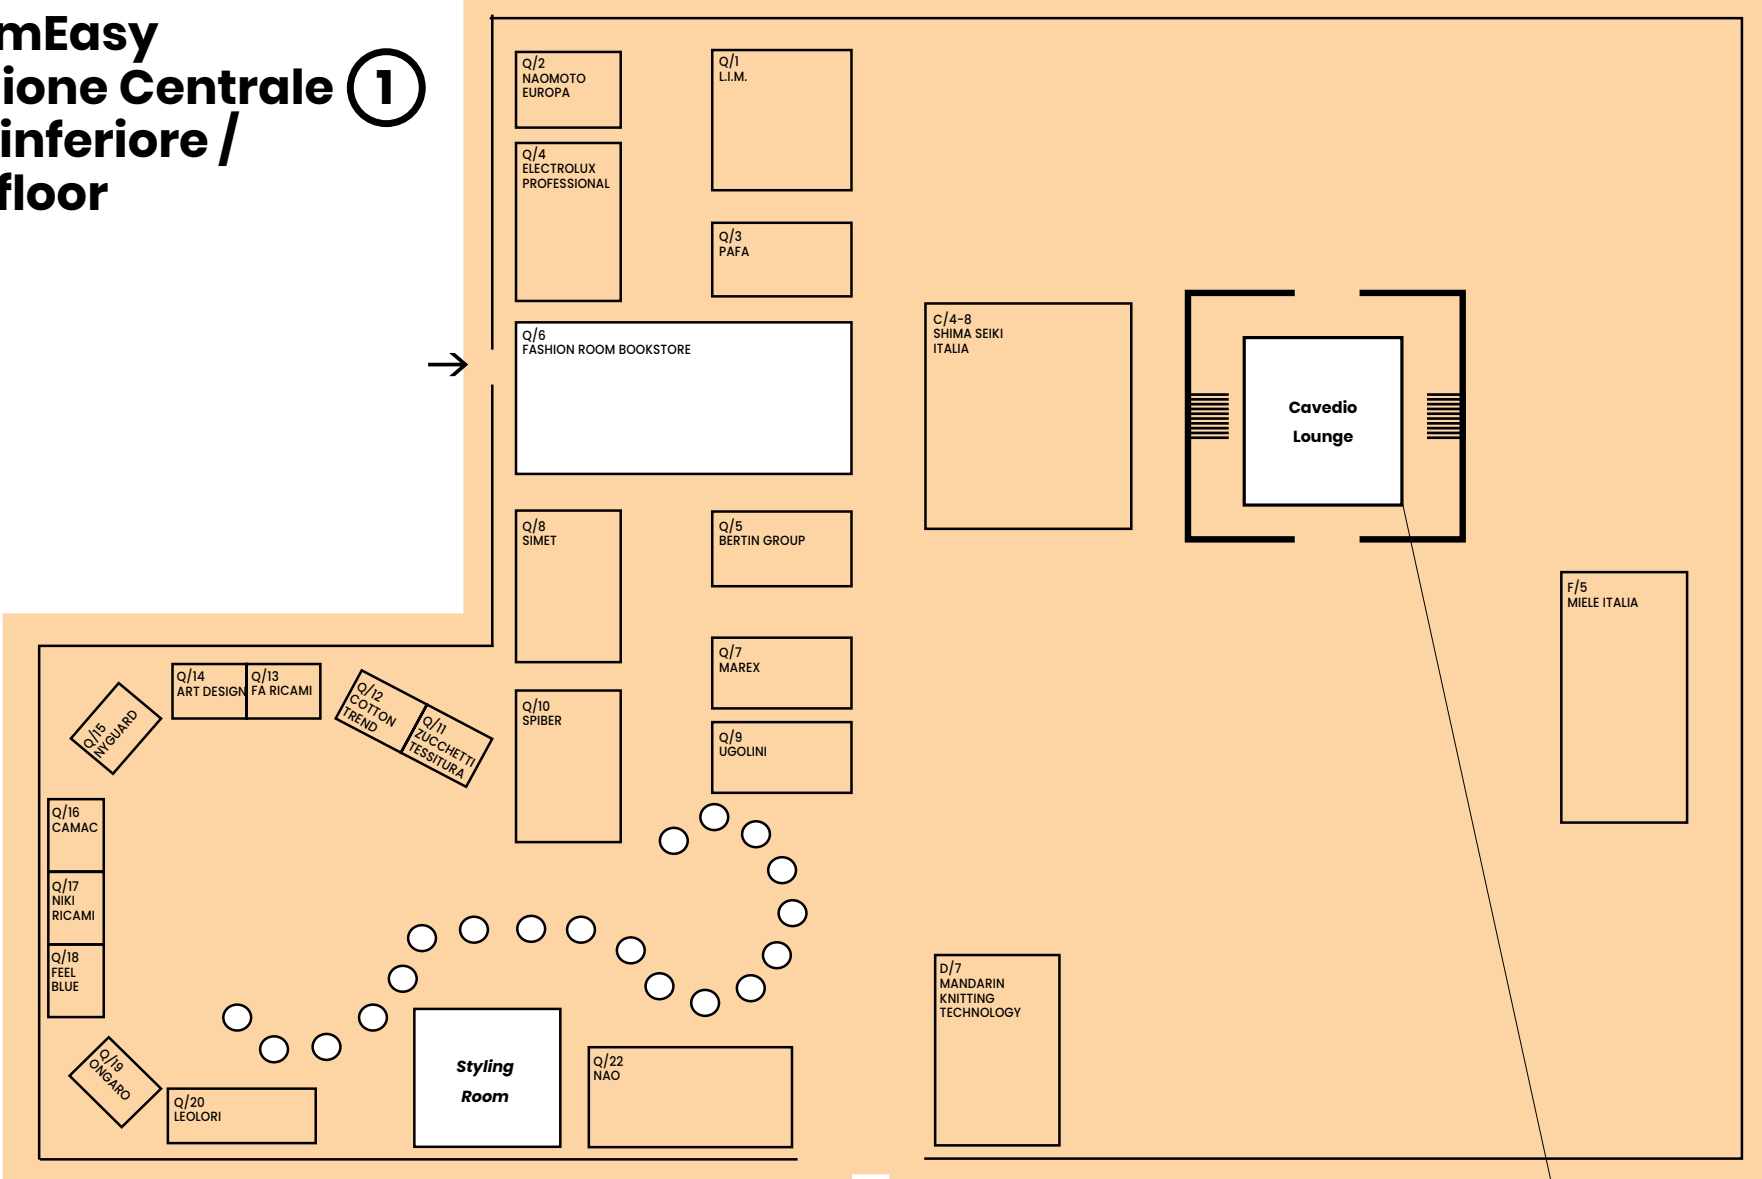 mEasy
ione Centrale 1
inferiore /
floor
Q/2
NAOMOTO
EUROPA
Q/1
L.I.M.
Q/4
ELECTROLUX
PROFESSIONAL
Q/3
PAFA
Q/6
FASHION ROOM BOOKSTORE
C/4-8
SHIMA SEIKI
ITALIA
Cavedio
Lounge
Q/8
SIMET
Q/5
BERTIN GROUP
F/5
MIELE ITALIA
Q/7
MAREX
Q/10
SPIBER
Q/9
UGOLINI
Q/14
ART DESIGN
Q/13
FA RICAMI
Q/12
COTTON
TREND
Q/11
ZUCCHETTI
TESSITURA
Q/15
NYGUARD
Q/16
CAMAC
Q/17
NIKI
RICAMI
Q/18
FEEL
BLUE
Q/19
ONGARO
Q/20
LEOLORI
Styling
Room
Q/22
NAO
D/7
MANDARIN
KNITTING
TECHNOLOGY